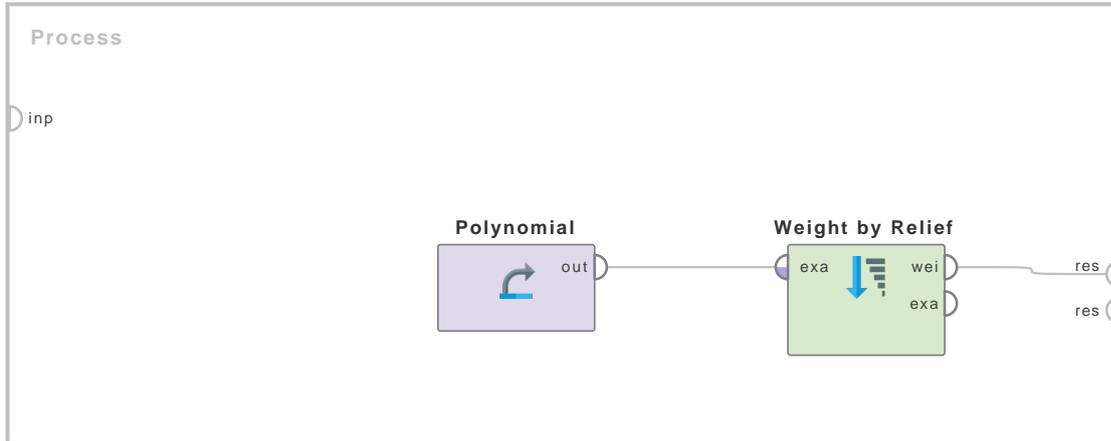 Process
inp
Polynomial
out
Weight by Relief
exa
wei
exa
res
res